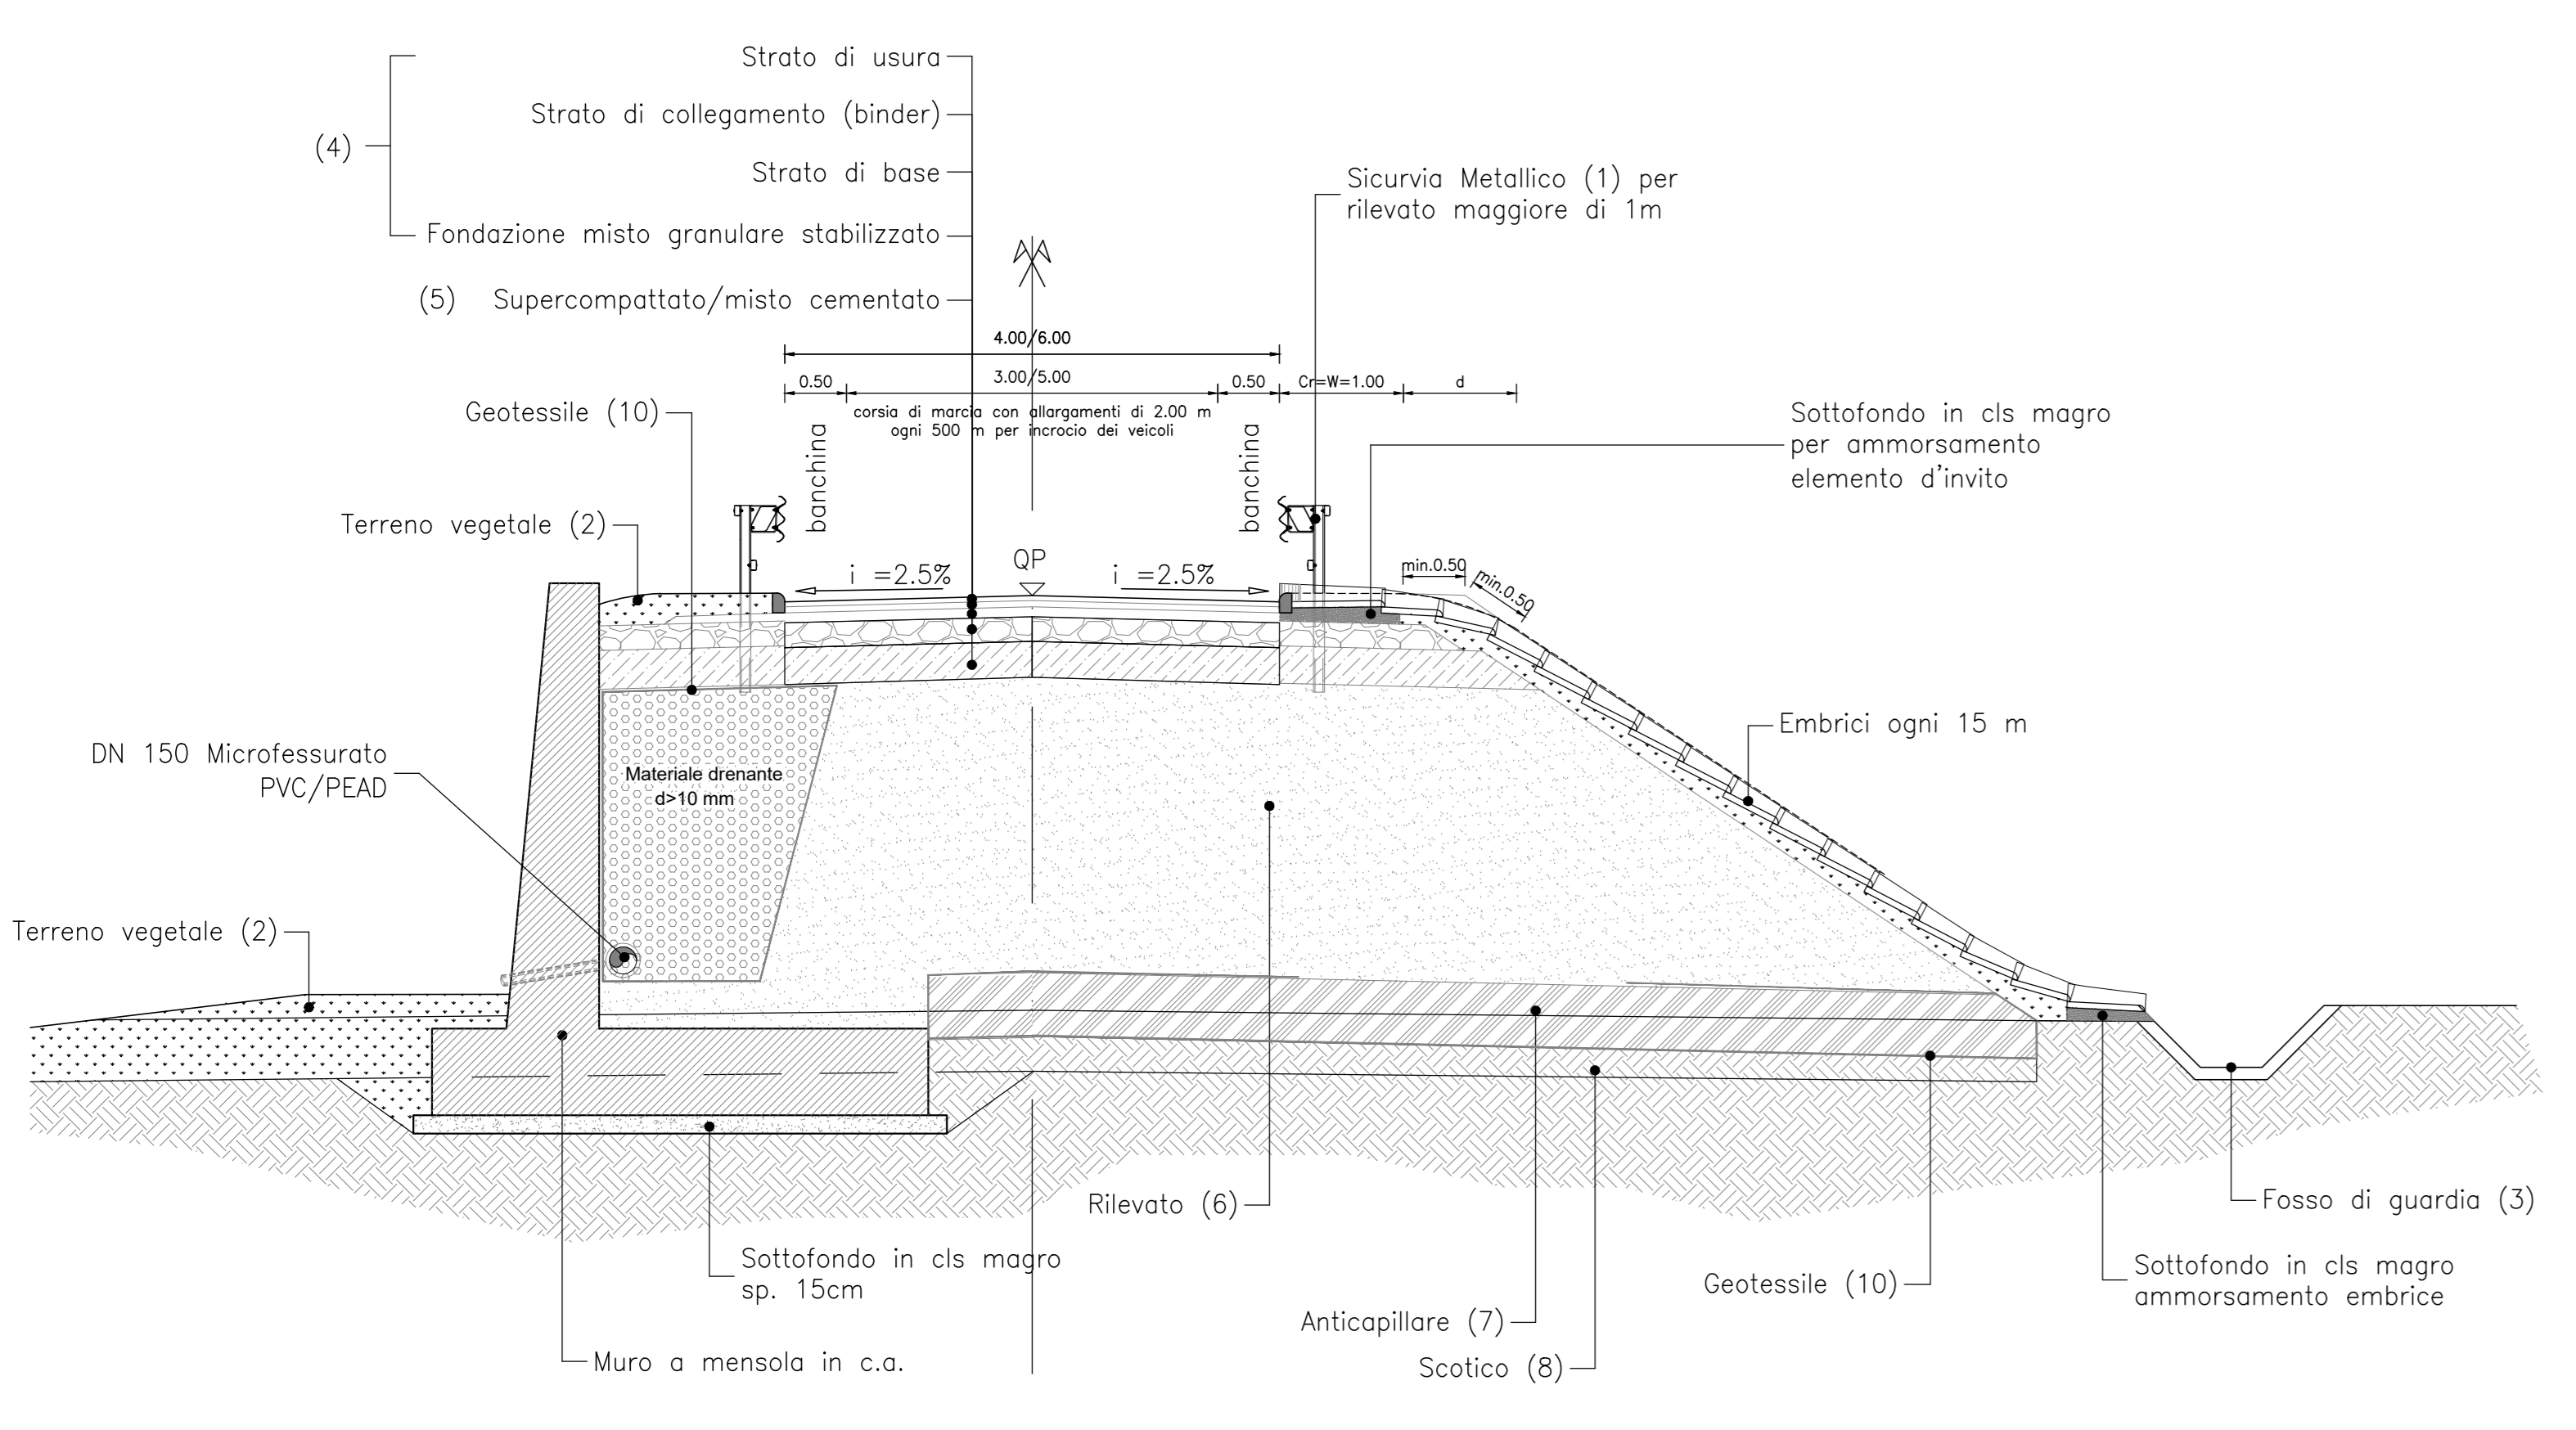 Strato di usura
Strato di collegamento (binder)
(4)
Strato di base
Fondazione misto granulare stabilizzato
(5) Supercompattato/misto cementato
Sicurvia Metallico (1) per
rilevato maggiore di 1m
4.00/6.00
0.50
3.00/5.00
0.50
Cr=W=1.00
d
corsia di marcia con allargamenti di 2.00 m
ogni 500 m per incrocio dei veicoli
Geotessile (10)
banchina
banchina
Sottofondo in cls magro
per ammorsamento
elemento d'invito
Terreno vegetale (2)
i =2.5%
QP
i =2.5%
min.0.50
min.0.50
Embrici ogni 15 m
DN 150 Microfessurato
PVC/PEAD
Materiale drenante
d>10 mm
Terreno vegetale (2)
Rilevato (6)
Fosso di guardia (3)
Sottofondo in cls magro
sp. 15cm
Sottofondo in cls magro
ammorsamento embrice
Geotessile (10)
Anticapillare (7)
Muro a mensola in c.a.
Scotico (8)